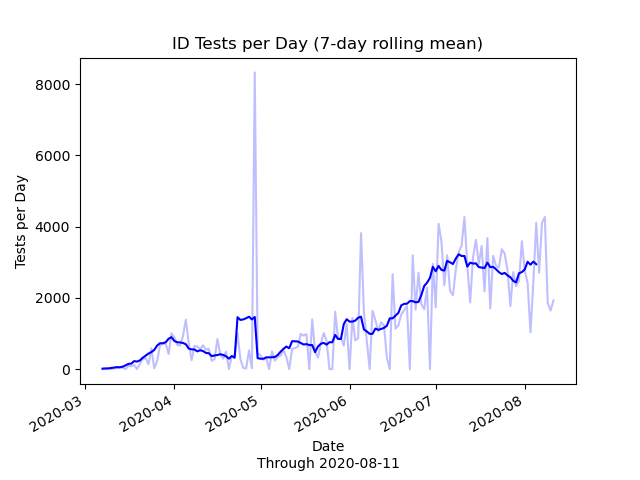 ID Tests per Day (7-day rolling mean)
8000
6000
4000
2000
0
Tests per Day
2020-03
2020-04
2020-05
2020-06
2020-07
2020-08
Date
Through 2020-08-11